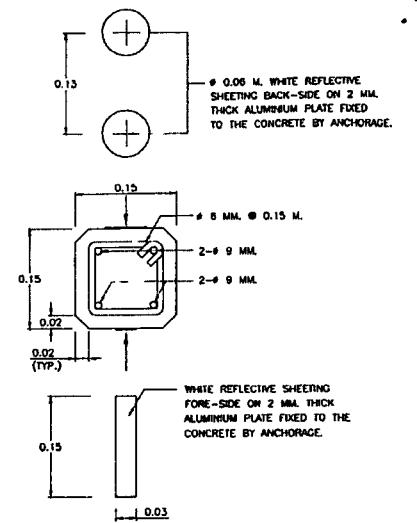 0.13
ø 0.06 M. WHITE REFLECTIVE
SHEETING BACK-SIDE ON 2 MM.
THICK ALUMINIUM PLATE FIXED
TO THE CONCRETE BY ANCHORAGE.
0.15
ø 6 MM. @ 0.15 M.
2-ø 9 MM.
0.15
2-ø 9 MM.
0.02
0.02
(TYP.)
WHITE REFLECTIVE SHEETING
FORE-SIDE ON 2 MM. THICK
ALUMINIUM PLATE FIXED TO THE
CONCRETE BY ANCHORAGE.
0.15
0.03